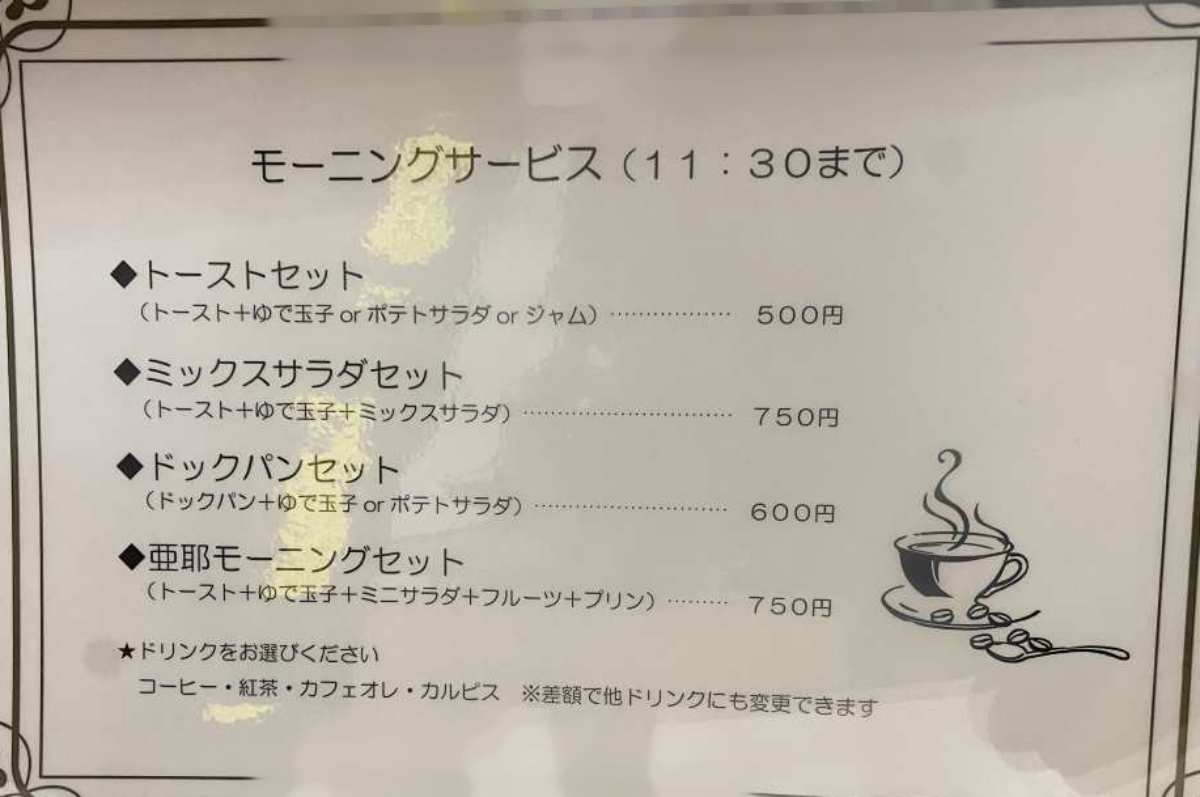 モーニングサービス（１１：３０まで）
◆トーストセット
（トースト＋ゆで玉子 or ポテトサラダ or ジャム）……………… ５００円
◆ミックスサラダセット
（トースト＋ゆで玉子＋ミックスサラダ）………………………… ７５０円
◆ドックパンセット
（ドックパン＋ゆで玉子 or ポテトサラダ）……………………… ６００円
◆亜耶モーニングセット
（トースト＋ゆで玉子＋ミニサラダ＋フルーツ＋プリン）……… ７５０円
★ドリンクをお選びください
コーヒー・紅茶・カフェオレ・カルピス　※差額で他ドリンクにも変更できます